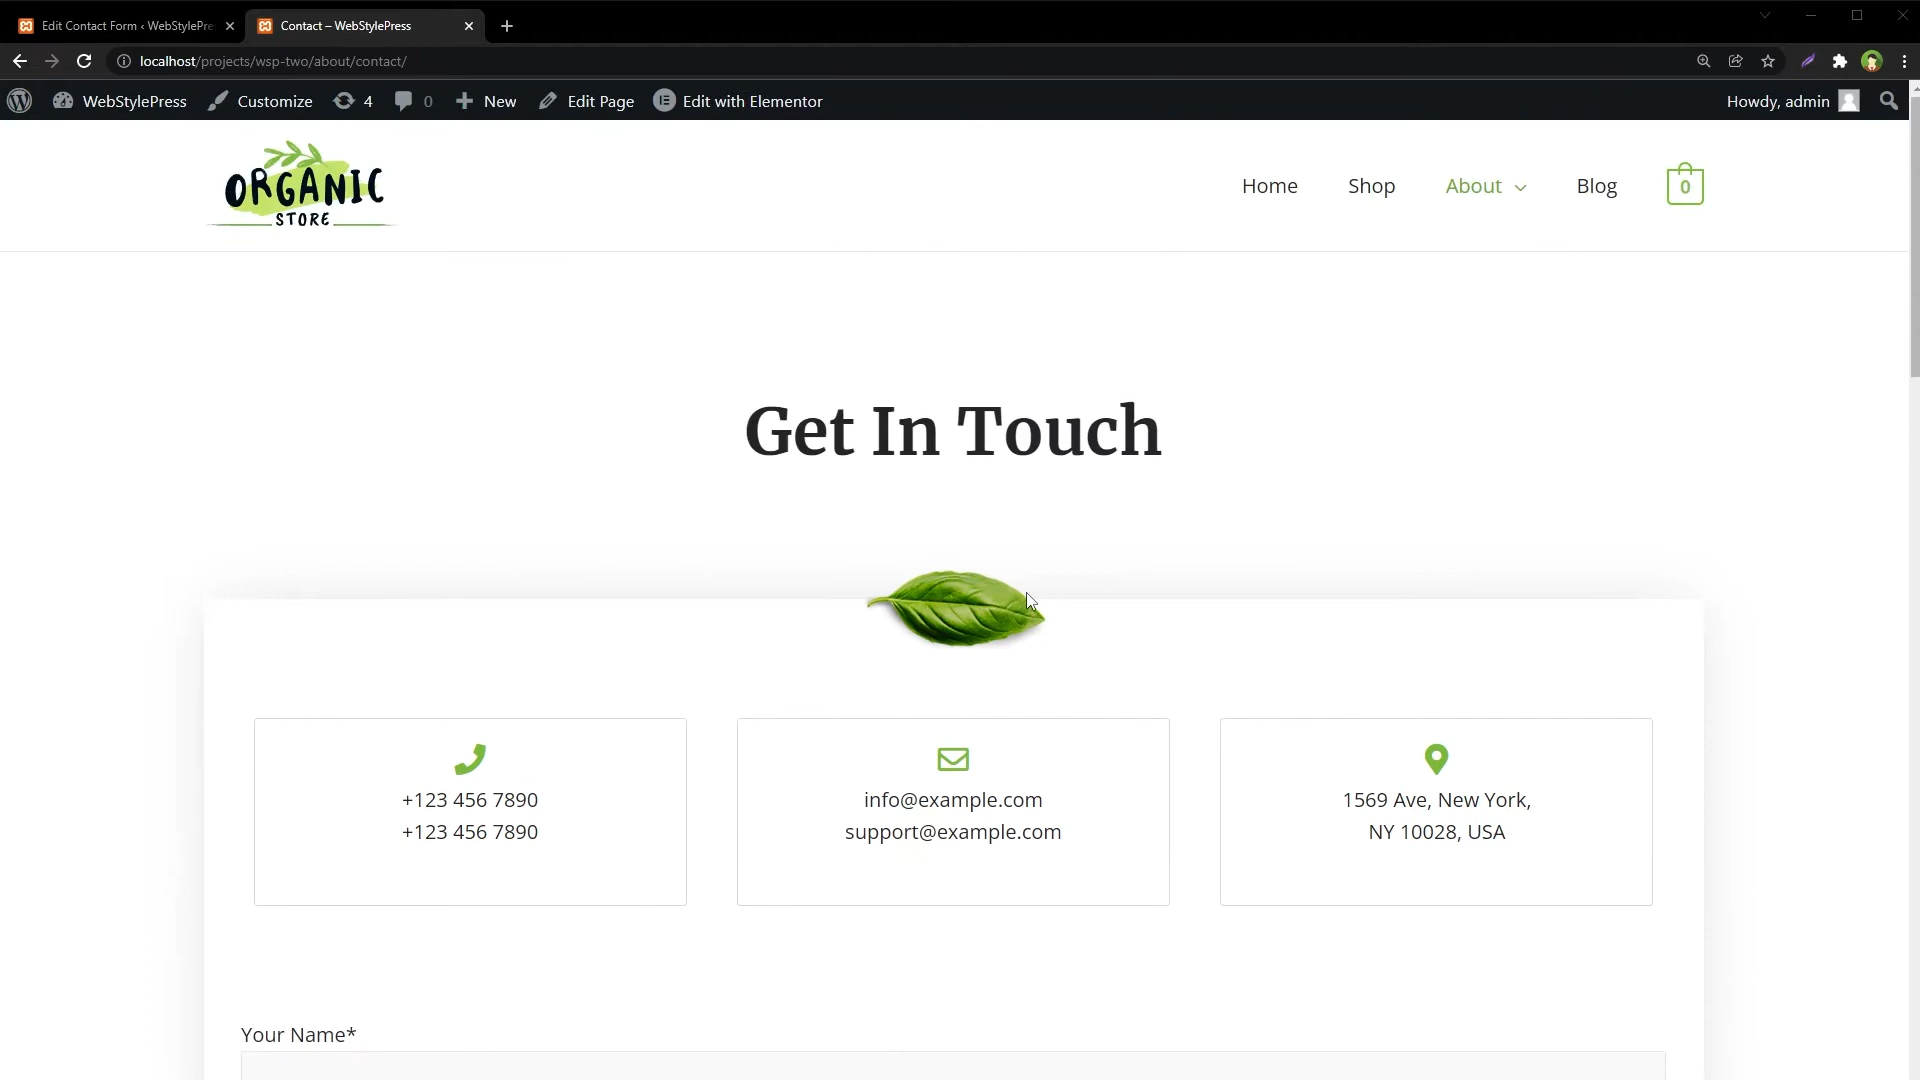 Edit Contact Form ‹ WebStylePre
Contact – WebStylePress
localhost/projects/wsp-two/about/contact/
WebStylePress
Customize
4
0
New
Edit Page
Edit with Elementor
Howdy, admin
ORGANIC
STORE
Home
Shop
About
Blog
0
Get In Touch
+123 456 7890
+123 456 7890
info@example.com
support@example.com
1569 Ave, New York,
NY 10028, USA
Your Name*